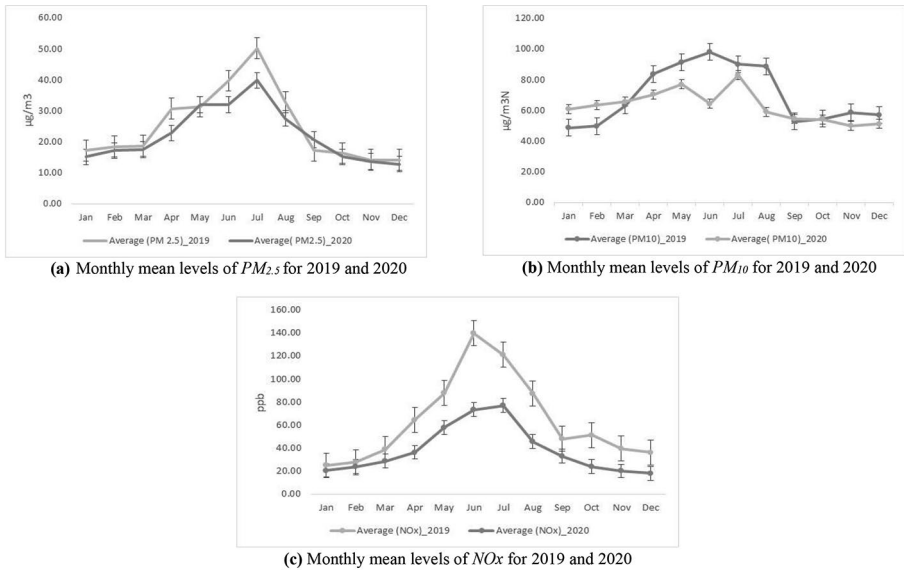 60.00
50.00
40.00
30.00
20.00
10.00
0.00
µg/m3
Jan Feb Mar Apr May Jun Jul Aug Sep Oct Nov Dec
Average (PM 2.5)_2019 Average( PM2.5)_2020
(a) Monthly mean levels of PM2.5 for 2019 and 2020
120.00
100.00
80.00
60.00
40.00
20.00
0.00
µg/m3N
Jan Feb Mar Apr May Jun Jul Aug Sep Oct Nov Dec
Average (PM10)_2019 Average (PM10)_2020
(b) Monthly mean levels of PM10 for 2019 and 2020
160.00
140.00
120.00
100.00
80.00
60.00
40.00
20.00
0.00
ppb
Jan Feb Mar Apr May Jun Jul Aug Sep Oct Nov Dec
Average (NOx)_2019 Average (NOx)_2020
(c) Monthly mean levels of NOx for 2019 and 2020